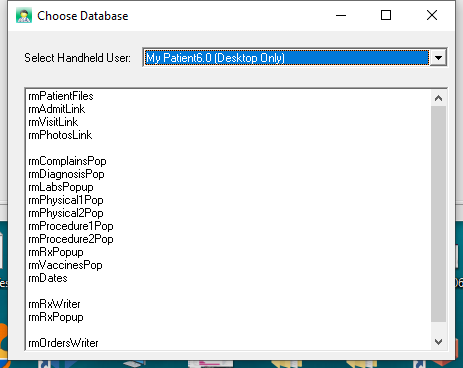 Choose Database
Select Handheld User:
My Patient6.0 (Desktop Only)
rmPatientFiles
rmAdmitLink
rmVisitLink
rmPhotosLink
rmComplainsPop
rmDiagnosisPop
rmLabsPopup
rmPhysical1Pop
rmPhysical2Pop
rmProcedure1Pop
rmProcedure2Pop
rmRxPopup
rmVaccinesPop
rmDates
rmRxWriter
rmRxPopup
rmOrdersWriter